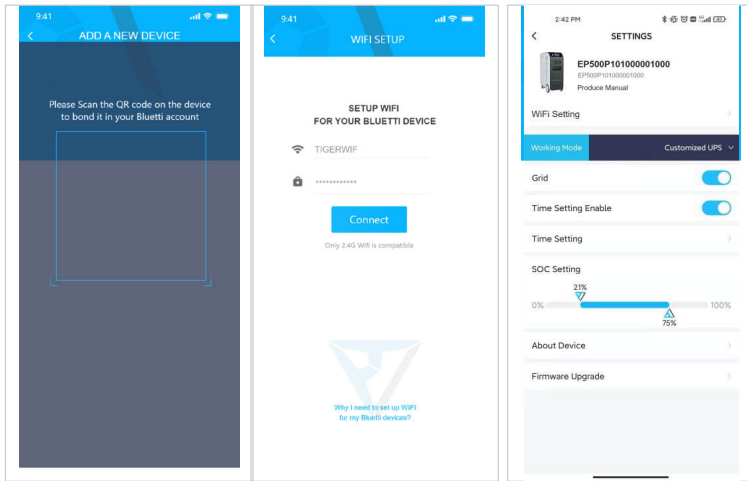 9:41
ADD A NEW DEVICE
Please Scan the QR code on the device
to bond it in your Bluetti account
9:41
WIFI SETUP
SETUP WIFI
FOR YOUR BLUETTI DEVICE
TIGERWIF
************
Connect
Only 2.4G Wifi is compatible
Why I need to set up WIFI
for my Bluetti devices?
2:42 PM
SETTINGS
EP500P101000001000
EP500P101000001000
Produce Manual
WiFi Setting
Working Mode Customized UPS
Grid
Time Setting Enable
Time Setting
SOC Setting
21%
0% 100%
75%
About Device
Firmware Upgrade